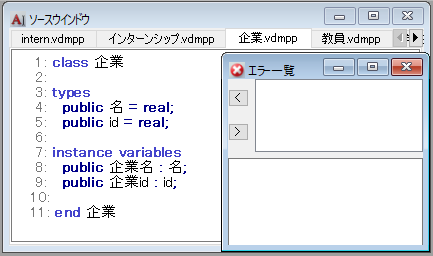 ソースウインドウ
intern.vdmpp インターンシップ.vdmpp 企業.vdmpp 教員.vdmpp
エラー一覧
<
>
1: class 企業
2:
3: types
4: public 名 = real;
5: public id = real;
6:
7: instance variables
8: public 企業名 : 名;
9: public 企業id : id;
10:
11: end 企業